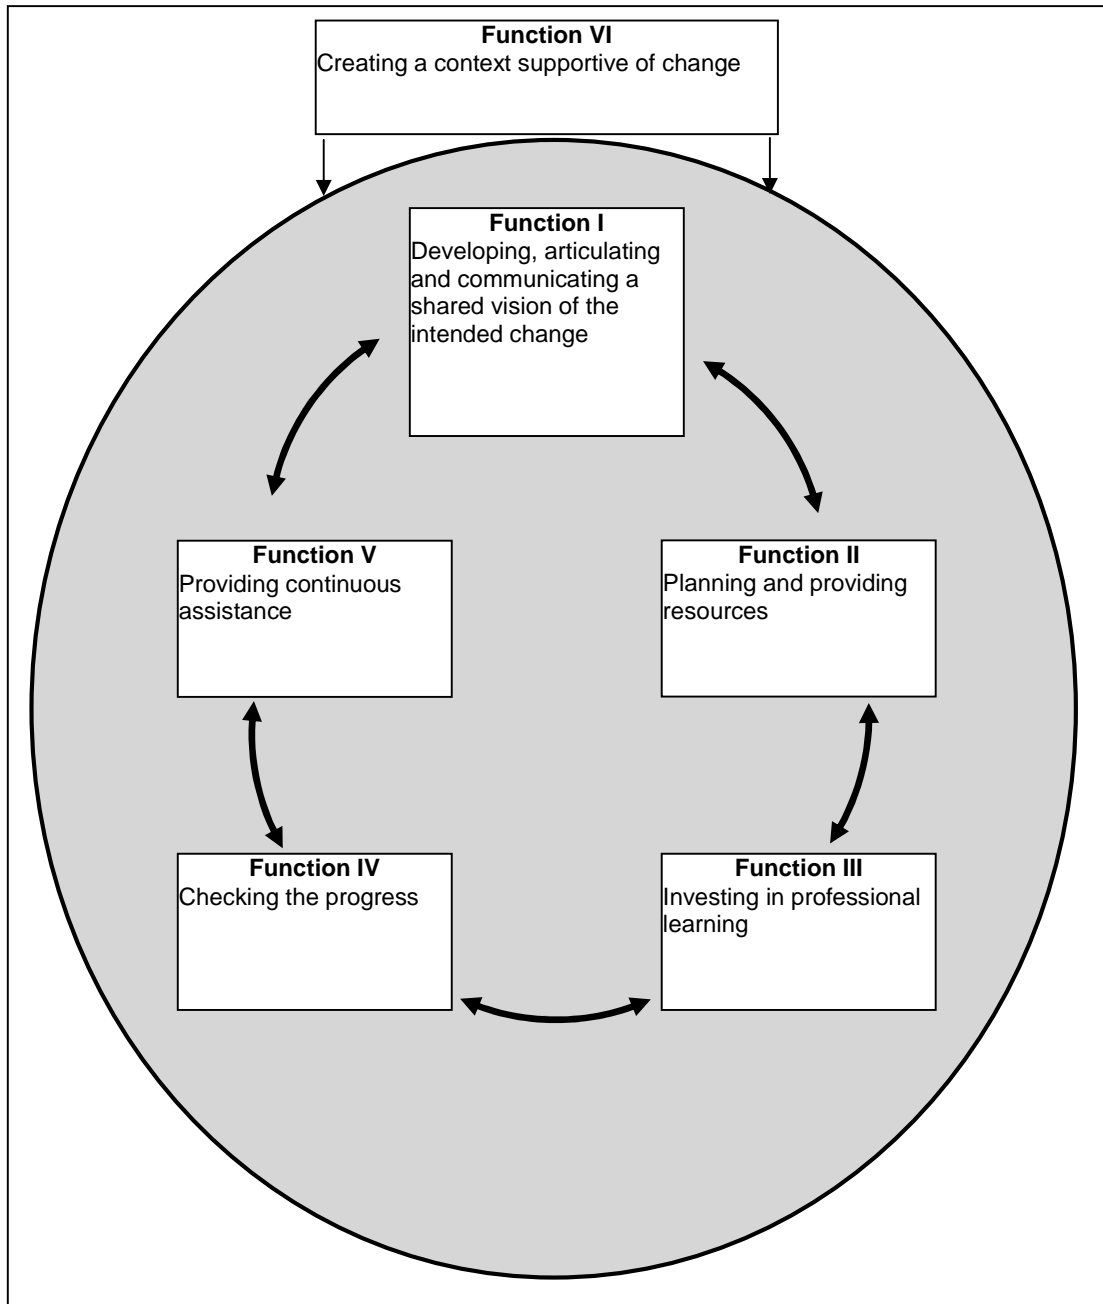 Function VI
Creating a context supportive of change
Function I
Developing, articulating
and communicating a
shared vision of the
intended change
Function V
Providing continuous
assistance
Function II
Planning and providing
resources
Function IV
Checking the progress
Function III
Investing in professional
learning